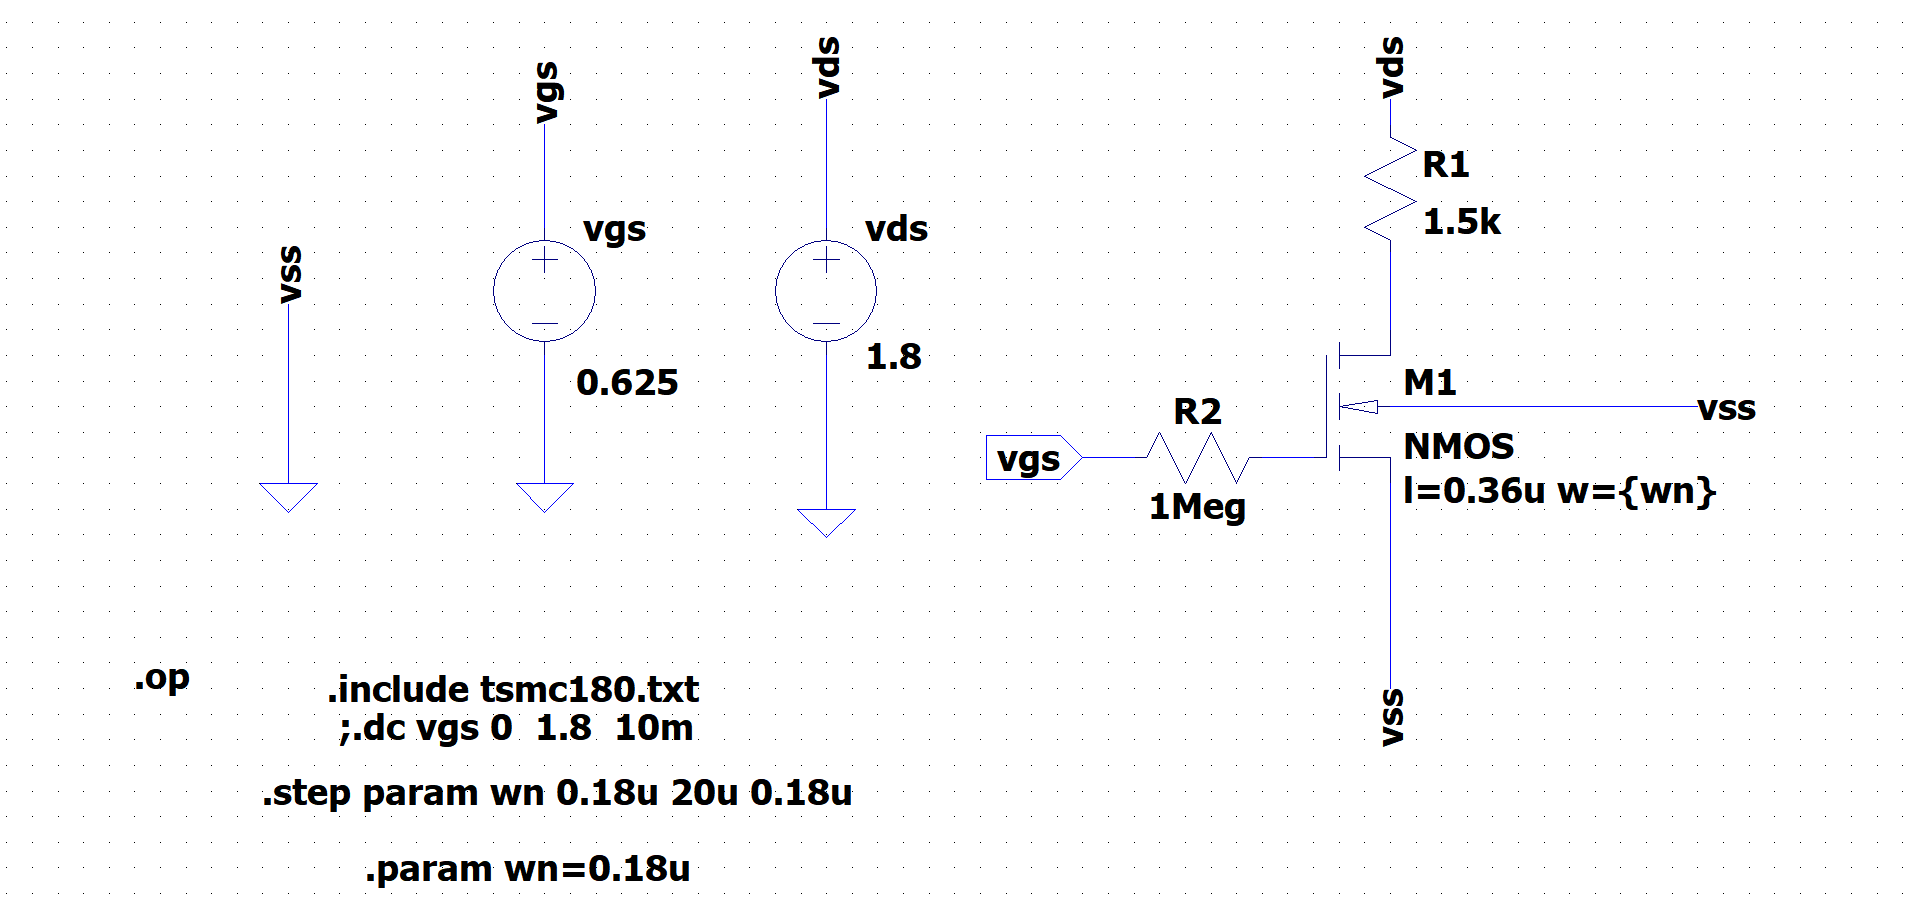 vss
vgs
vgs
0.625
vds
vds
1.8
vds
R1
1.5k
M1
vss
NMOS
l=0.36u w={wn}
R2
vgs
1Meg
vss
.op
.include tsmc180.txt
;.dc vgs 0 1.8 10m
.step param wn 0.18u 20u 0.18u
.param wn=0.18u